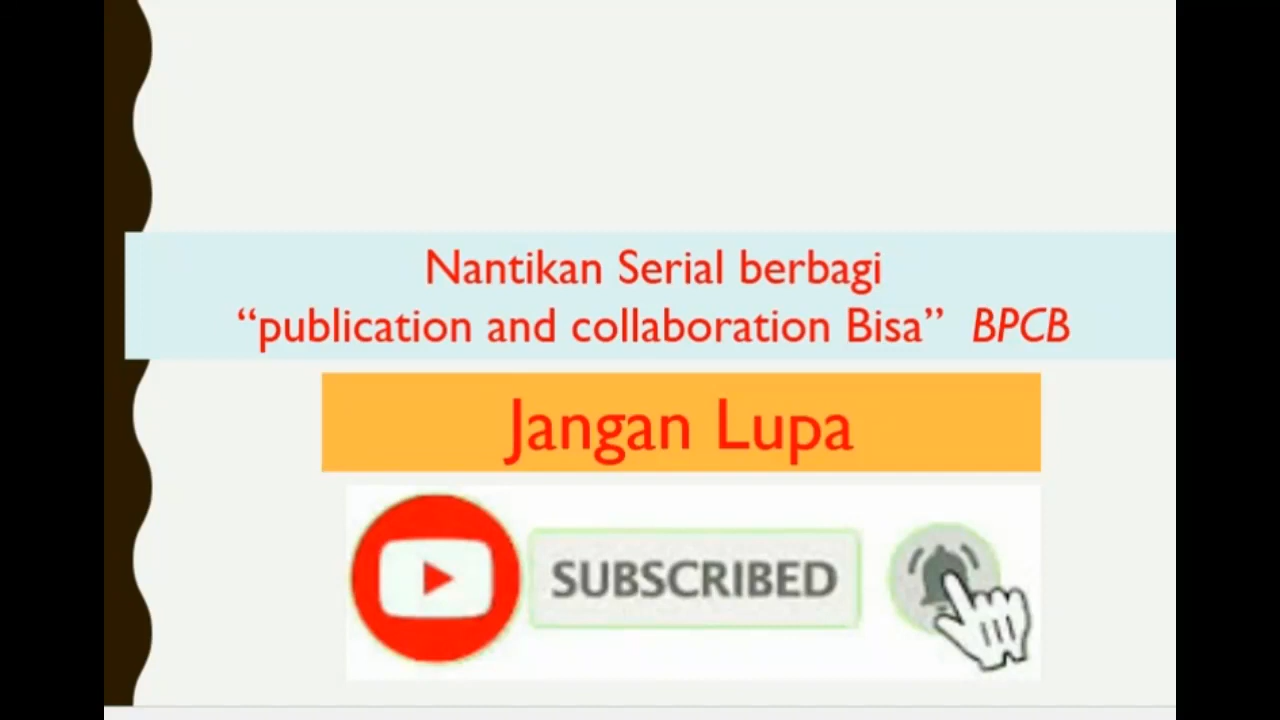 Nantikan Serial berbagi
“publication and collaboration Bisa” BPCB
Jangan Lupa
SUBSCRIBED